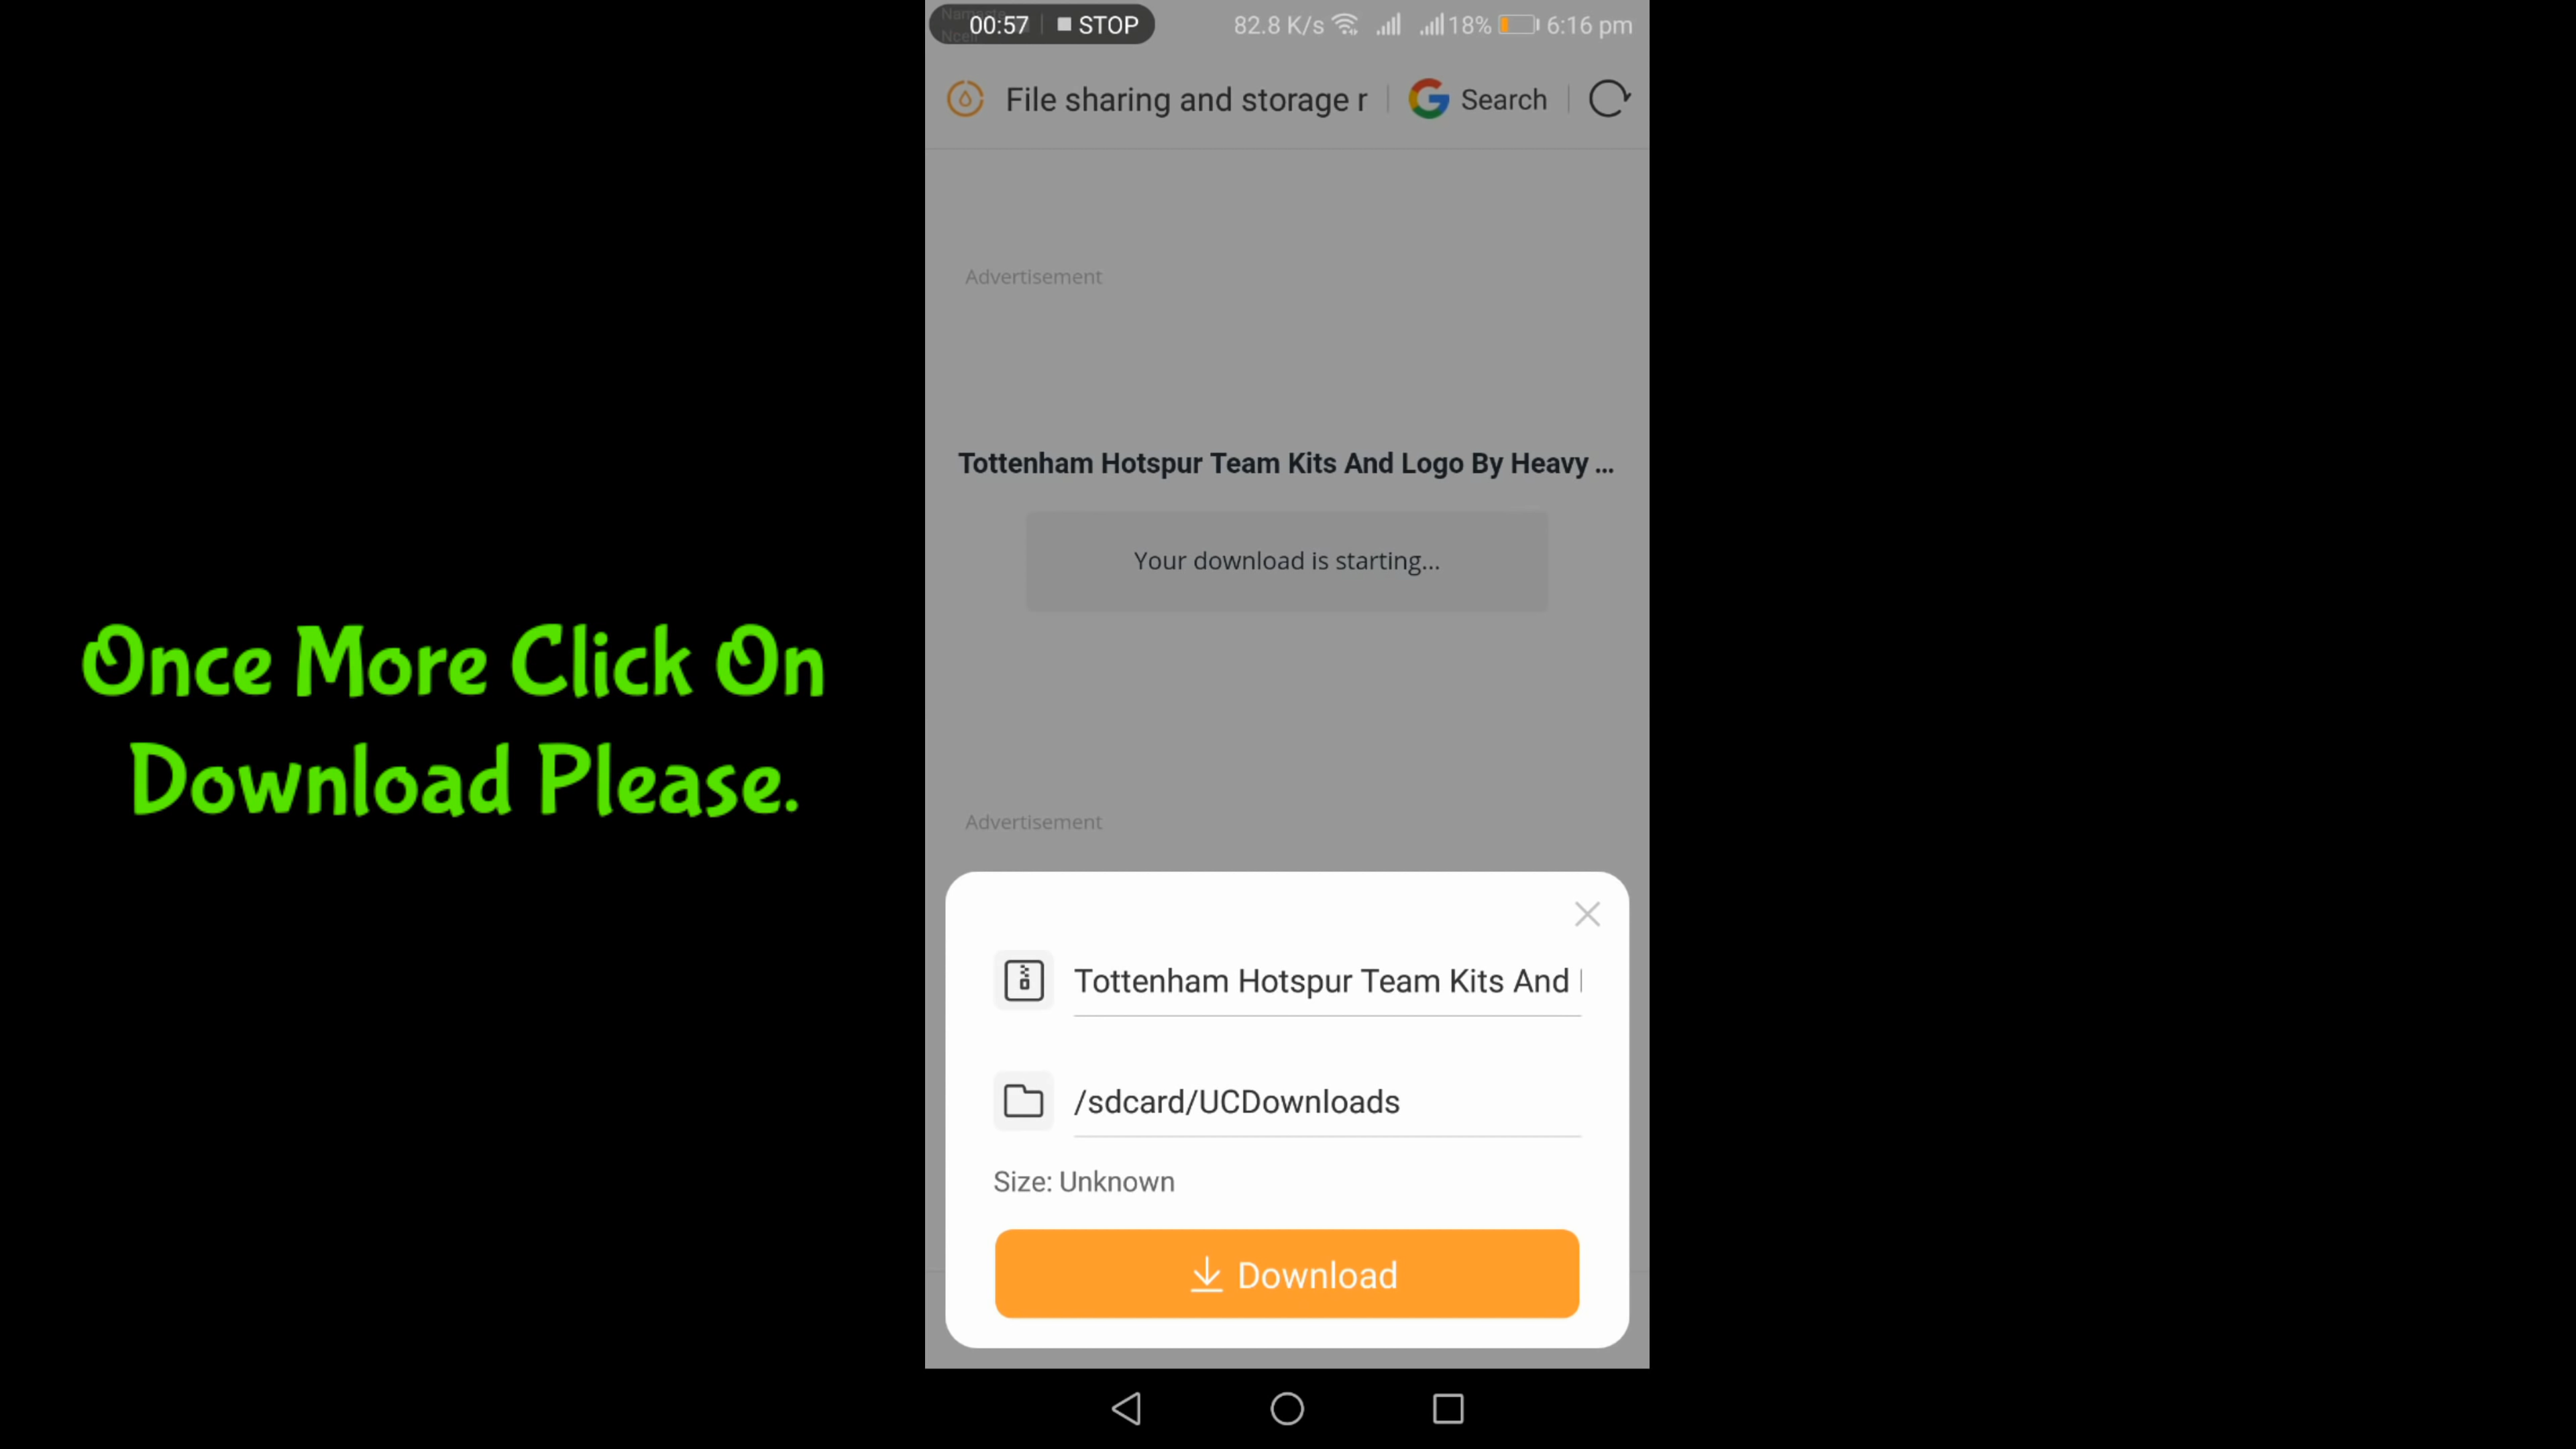 Namaste
Ncell
00:57 STOP
82.8 K/s 18% 6:16 pm
File sharing and storage r
Search
Advertisement
Tottenham Hotspur Team Kits And Logo By Heavy ...
Your download is starting...
Once More Click On
Download Please.
Advertisement
Tottenham Hotspur Team Kits And
/sdcard/UCDownloads
Size: Unknown
Download